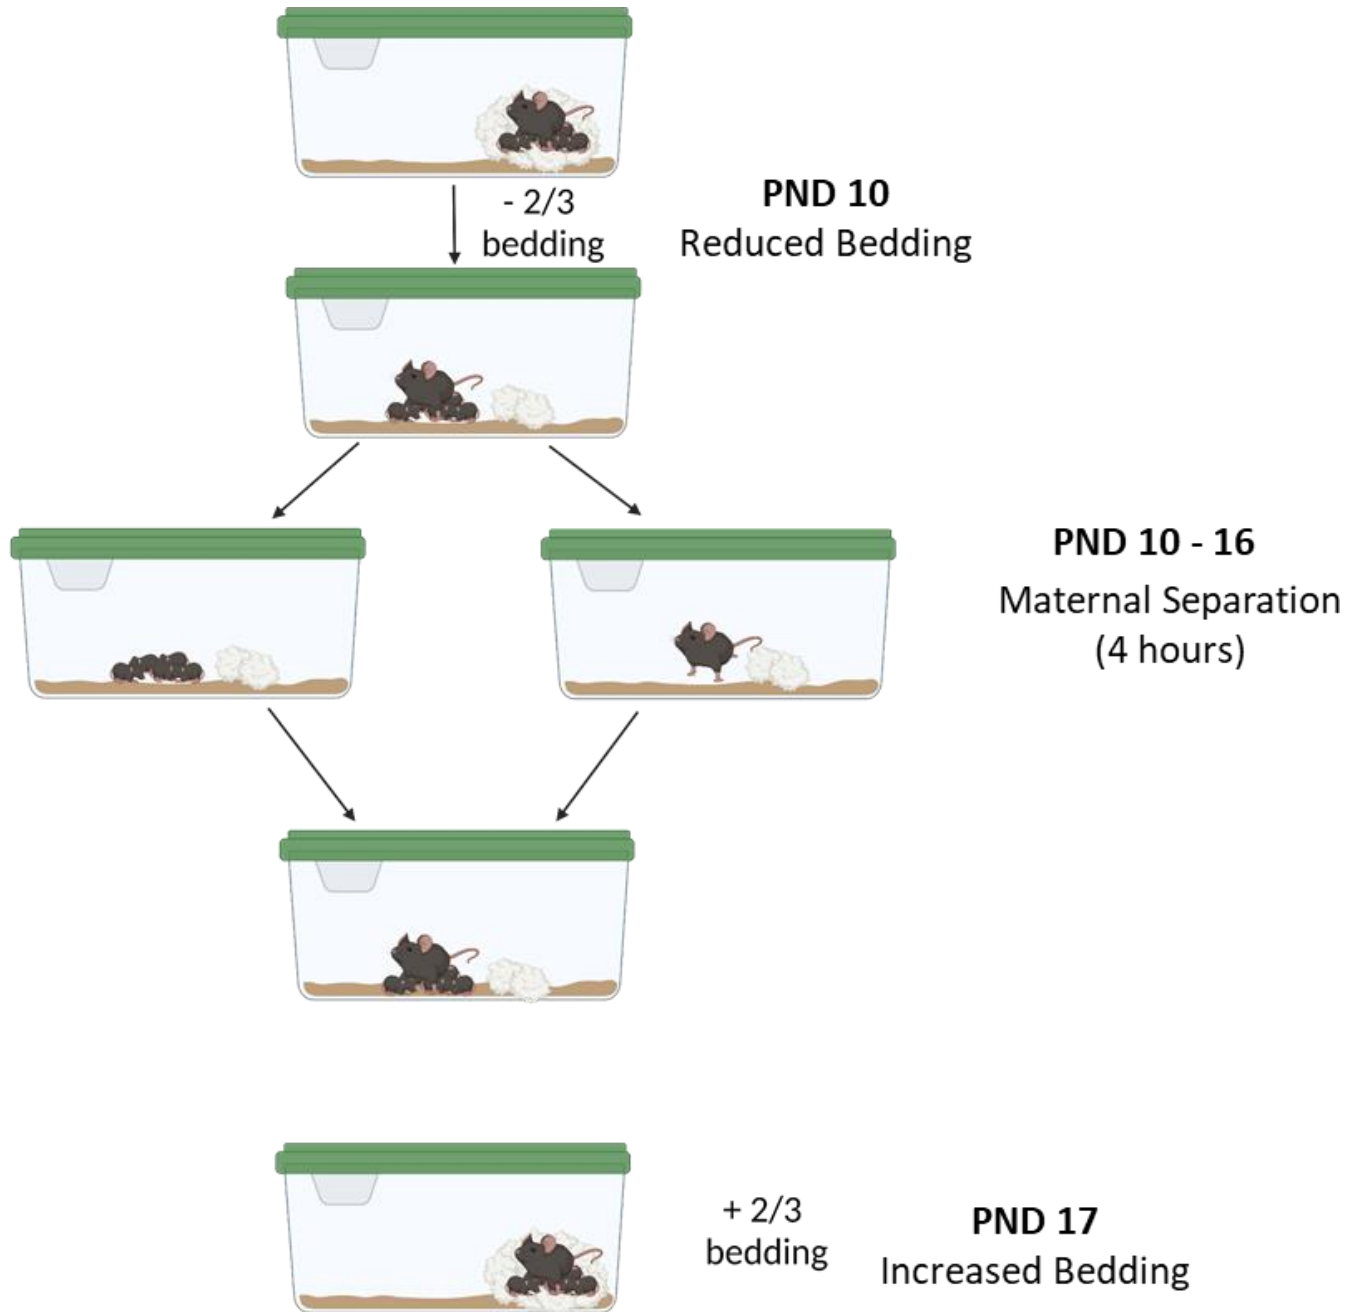 - 2/3
bedding
PND 10
Reduced Bedding
PND 10 - 16
Maternal Separation
(4 hours)
+ 2/3
bedding
PND 17
Increased Bedding